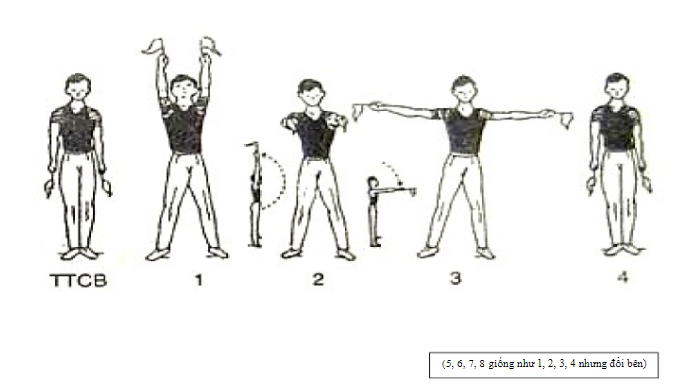 TTCB 1 2 3 4
(5, 6, 7, 8 giống như 1, 2, 3, 4 nhưng đổi bên)